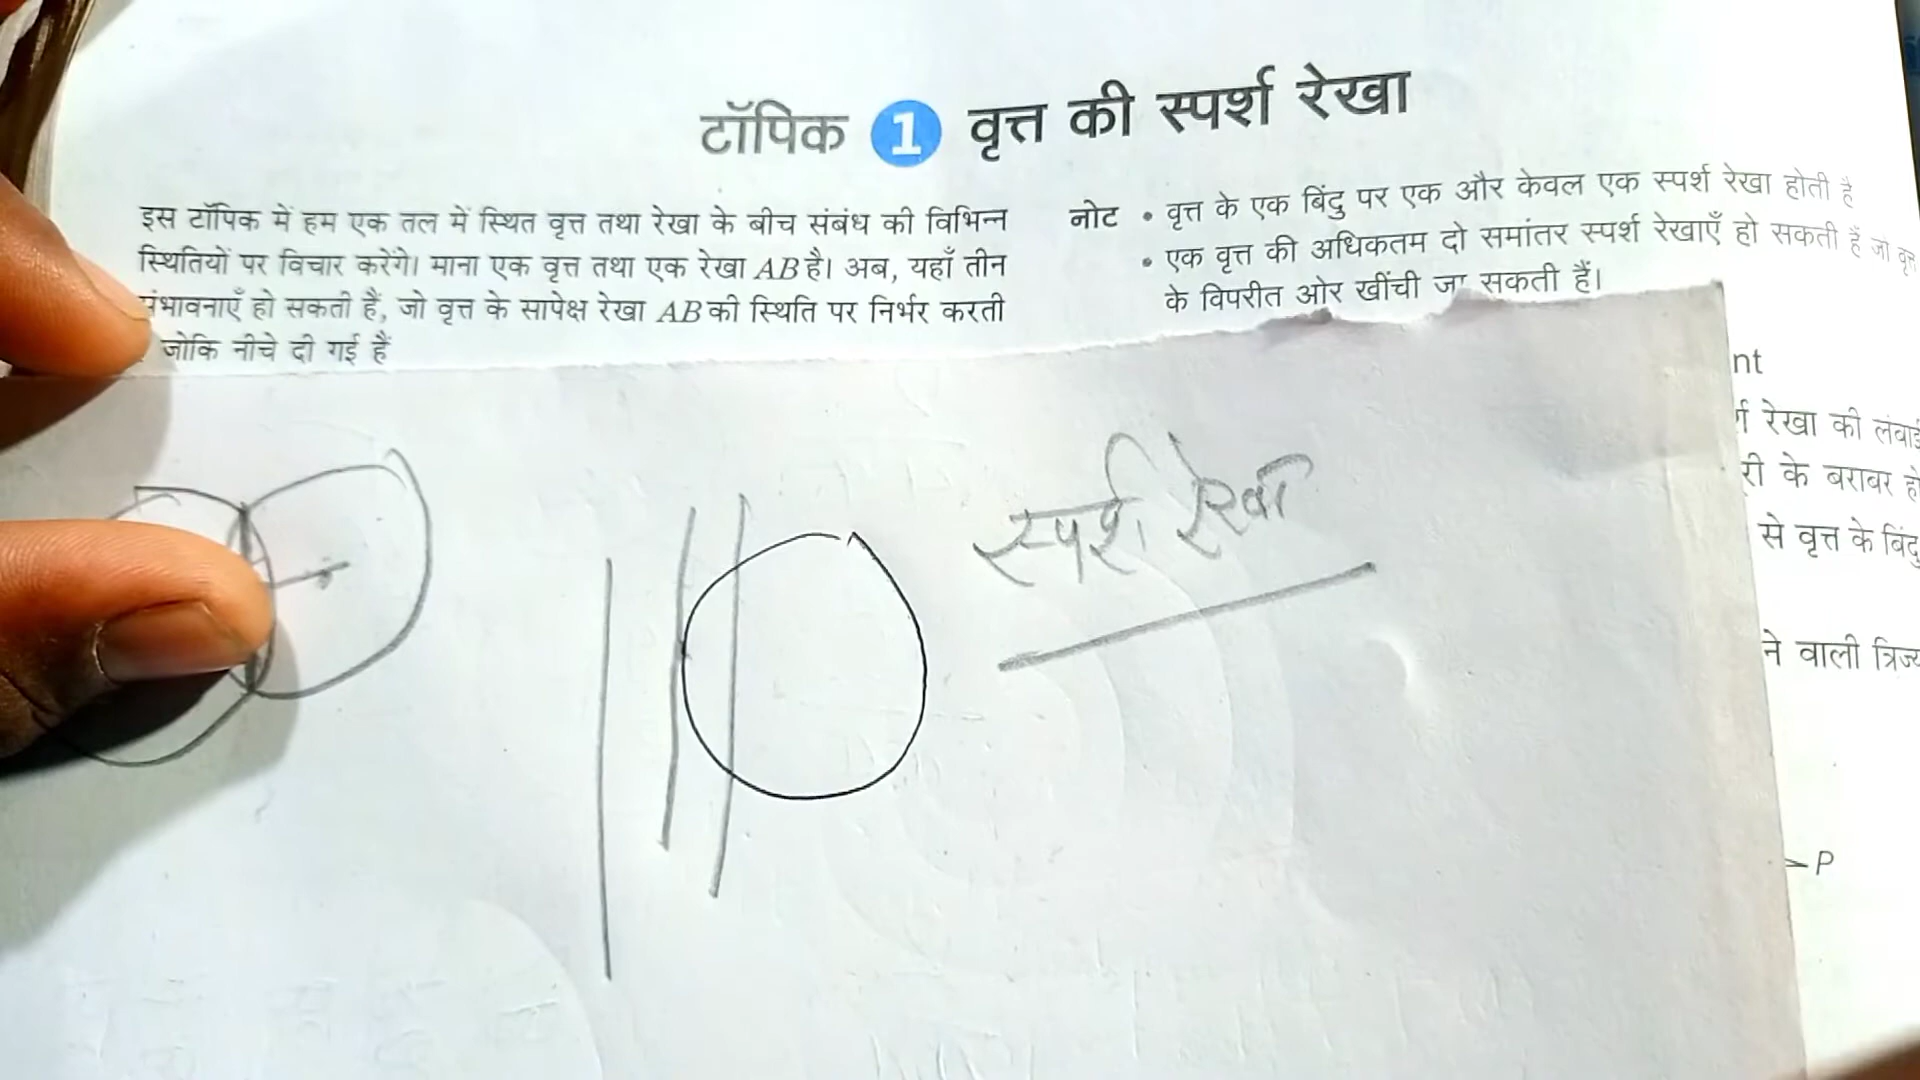 टॉपिक 1 वृत्त की स्पर्श रेखा
इस टॉपिक में हम एक तल में स्थित वृत्त तथा रेखा के बीच संबंध की विभिन्न
स्थितियों पर विचार करेंगे। माना एक वृत्त तथा एक रेखा AB है। अब, यहाँ तीन
संभावनाएँ हो सकती हैं, जो वृत्त के सापेक्ष रेखा AB की स्थिति पर निर्भर करती
जोकि नीचे दी गई हैं
नोट • वृत्त के एक बिंदु पर एक और केवल एक स्पर्श रेखा होती है
• एक वृत्त की अधिकतम दो समांतर स्पर्श रेखाएँ हो सकती हैं जो वृत्त
के विपरीत ओर खींची जा सकती हैं।
स्पर्श रेखा
nt
रेखा की लंबाई
री के बराबर हो
से वृत्त के बिंदु
ने वाली त्रिज्य
P